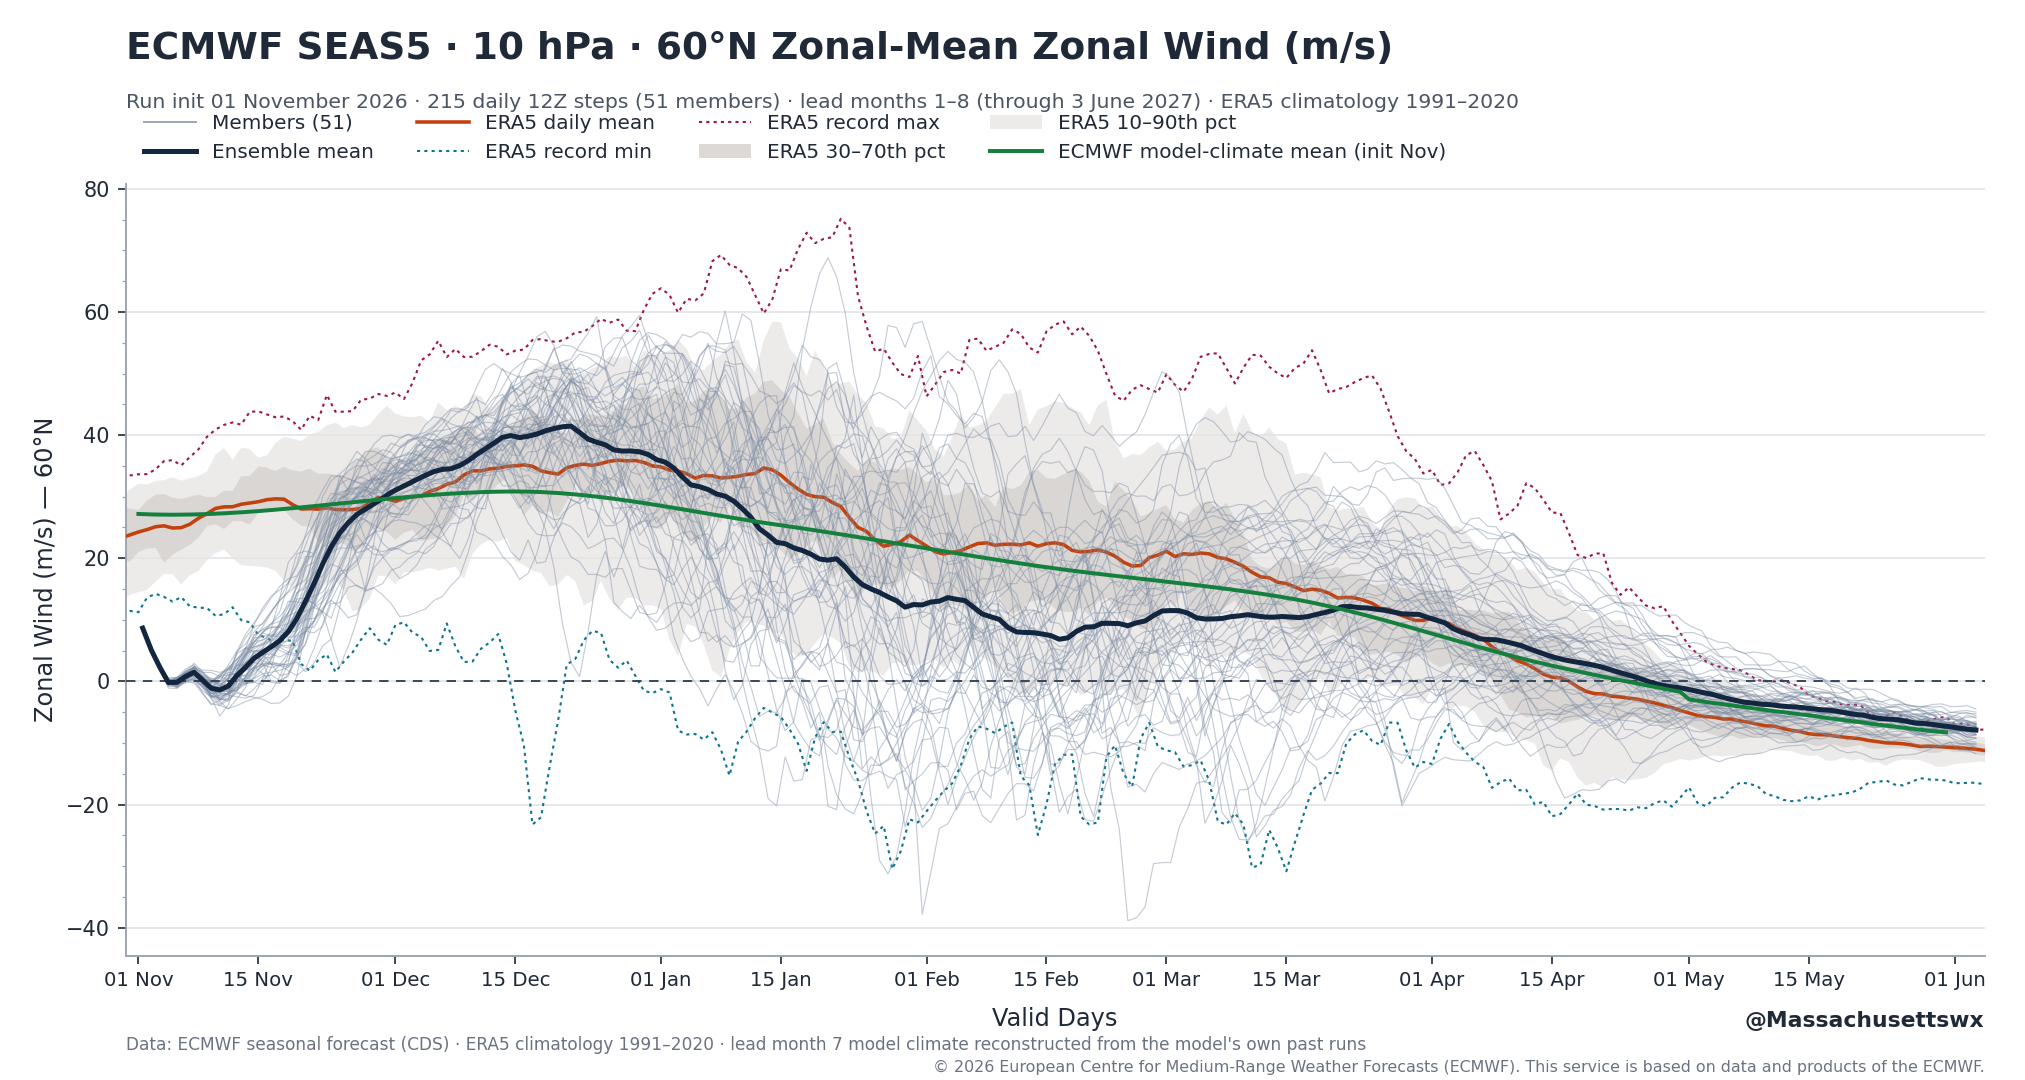 ECMWF SEAS5 · 10 hPa · 60°N Zonal-Mean Zonal Wind (m/s)
Run init 01 November 2026 · 215 daily 12Z steps (51 members) · lead months 1–8 (through 3 June 2027) · ERA5 climatology 1991–2020
Members (51) ERA5 daily mean ERA5 record max ERA5 10–90th pct
Ensemble mean ERA5 record min ERA5 30–70th pct ECMWF model-climate mean (init Nov)
80
60
40
20
0
−20
−40
Zonal Wind (m/s) — 60°N
01 Nov 15 Nov 01 Dec 15 Dec 01 Jan 15 Jan 01 Feb 15 Feb 01 Mar 15 Mar 01 Apr 15 Apr 01 May 15 May 01 Jun
Valid Days
@Massachusettswx
Data: ECMWF seasonal forecast (CDS) · ERA5 climatology 1991–2020 · lead month 7 model climate reconstructed from the model's own past runs
© 2026 European Centre for Medium-Range Weather Forecasts (ECMWF). This service is based on data and products of the ECMWF.